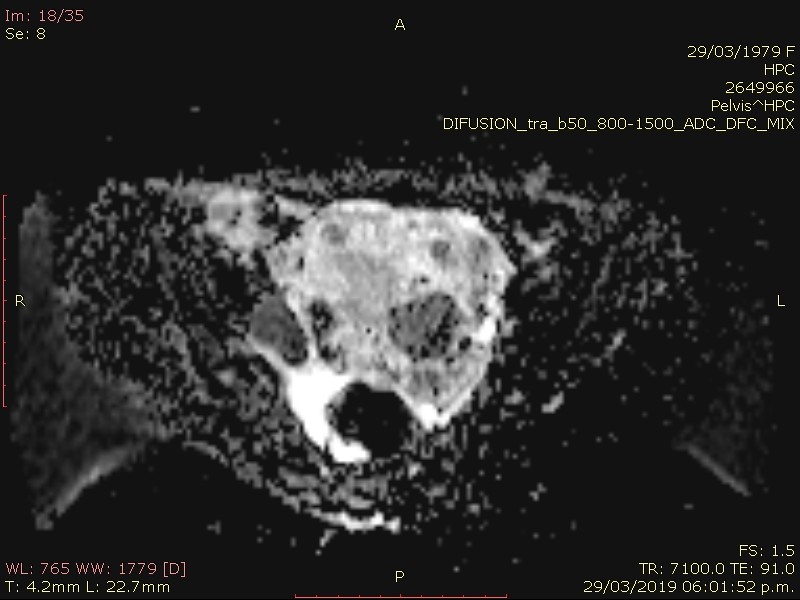 Im: 18/35
Se: 8
A
29/03/1979 F
HPC
2649966
Pelvis^HPC
DIFUSION_tra_b50_800-1500_ADC_DFC_MIX
R
L
WL: 765 WW: 1779 [D]
T: 4.2mm L: 22.7mm
P
FS: 1.5
TR: 7100.0 TE: 91.0
29/03/2019 06:01:52 p.m.